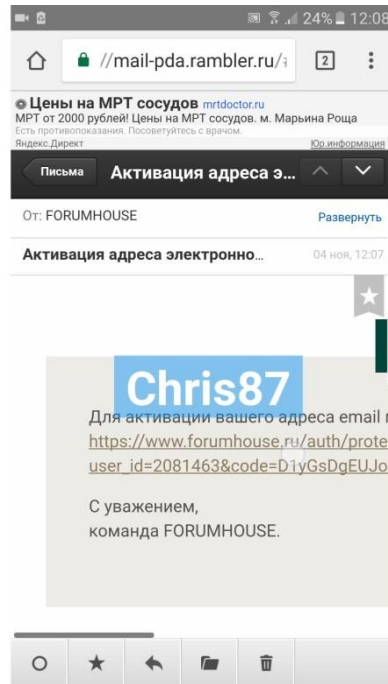 24% 12:08
//mail-pda.rambler.ru/
2
Цены на МРТ сосудов mrtdoctor.ru
МРТ от 2000 рублей! Цены на МРТ сосудов. м. Марьина Роща
Есть противопоказания. Посоветуйтесь с врачом.
Яндекс.Директ Юр.информация
Письма Активация адреса э...
От: FORUMHOUSE Развернуть
Активация адреса электронно... 04 ноя, 12:07
Chris87
Для активации вашего адреса email
https://www.forumhouse.ru/auth/prote
user_id=2081463&code=D1yGsDgEUJo
С уважением,
команда FORUMHOUSE.